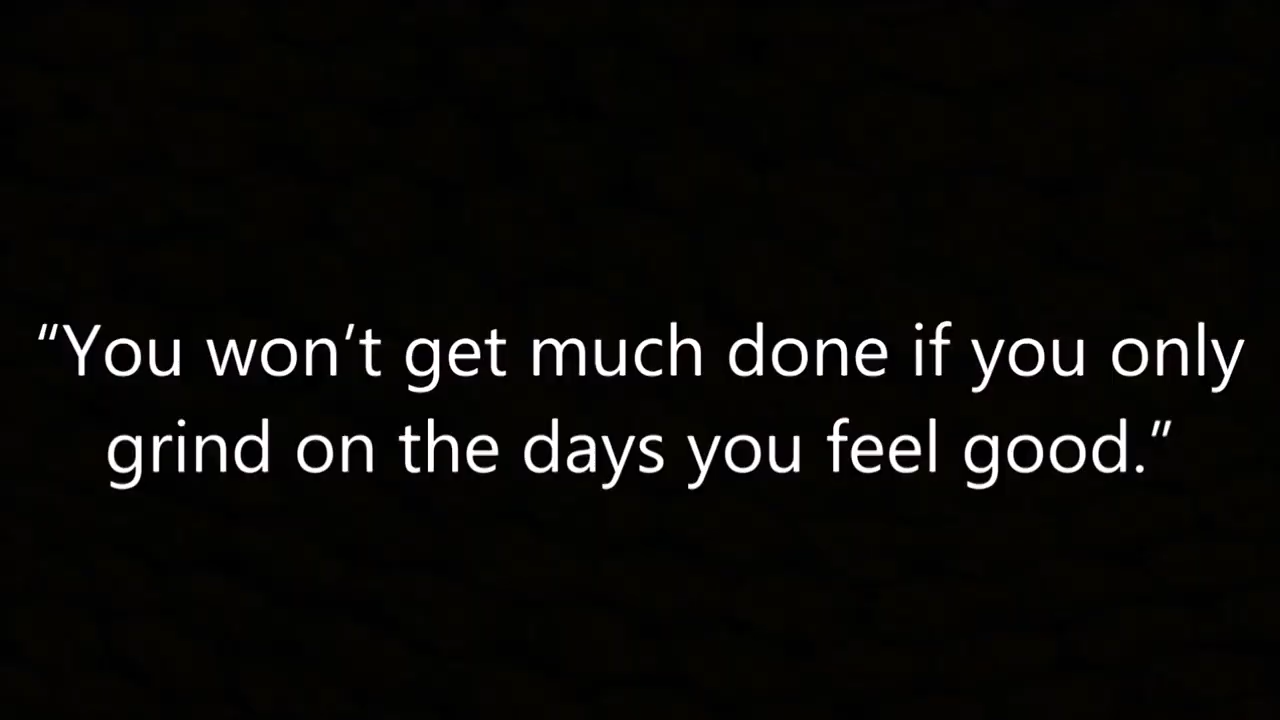 “You won’t get much done if you only
grind on the days you feel good.”